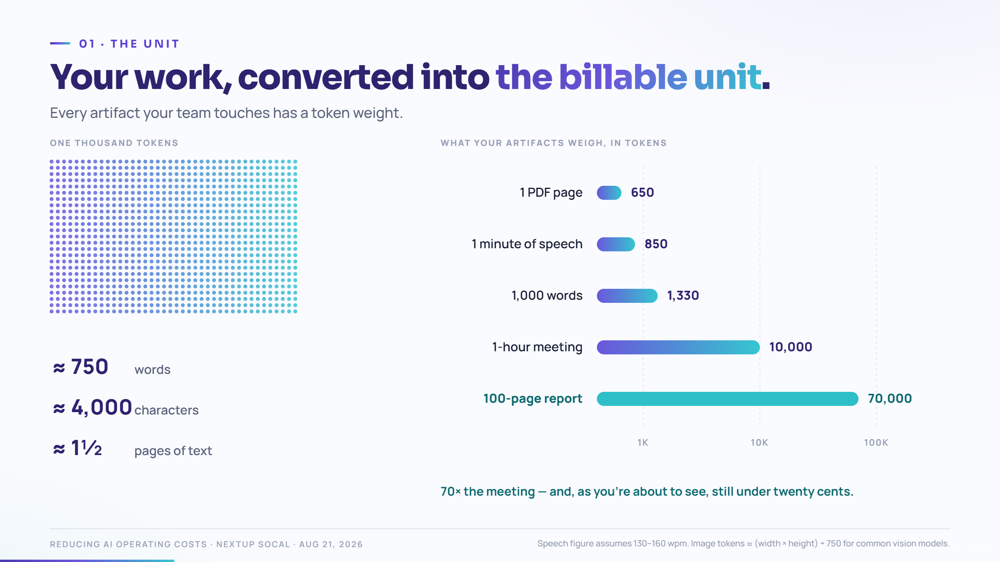 01 · THE UNIT
Your work, converted into the billable unit.
Every artifact your team touches has a token weight.
ONE THOUSAND TOKENS
≈ 750 words
≈ 4,000 characters
≈ 1½ pages of text
WHAT YOUR ARTIFACTS WEIGH, IN TOKENS
1 PDF page 650
1 minute of speech 850
1,000 words 1,330
1-hour meeting 10,000
100-page report 70,000
1K 10K 100K
70× the meeting — and, as you’re about to see, still under twenty cents.
REDUCING AI OPERATING COSTS · NEXTUP SOCAL · AUG 21, 2026
Speech figure assumes 130–160 wpm. Image tokens ≈ (width × height) ÷ 750 for common vision models.